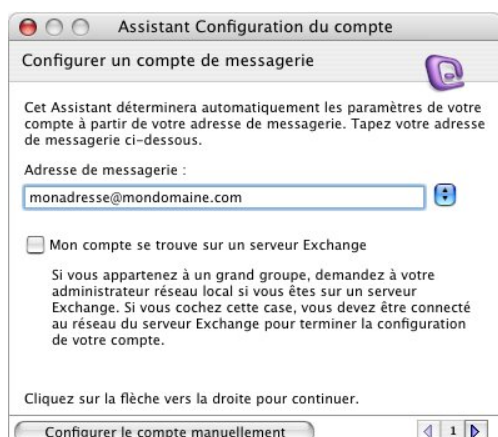 Assistant Configuration du compte
Configurer un compte de messagerie
Cet Assistant déterminera automatiquement les paramètres de votre
compte à partir de votre adresse de messagerie. Tapez votre adresse
de messagerie ci-dessous.
Adresse de messagerie :
monadresse@mondomaine.com
Mon compte se trouve sur un serveur Exchange
Si vous appartenez à un grand groupe, demandez à votre
administrateur réseau local si vous êtes sur un serveur
Exchange. Si vous cochez cette case, vous devez être connecté
au réseau du serveur Exchange pour terminer la configuration
de votre compte.
Cliquez sur la flèche vers la droite pour continuer.
Configurer le compte manuellement
1